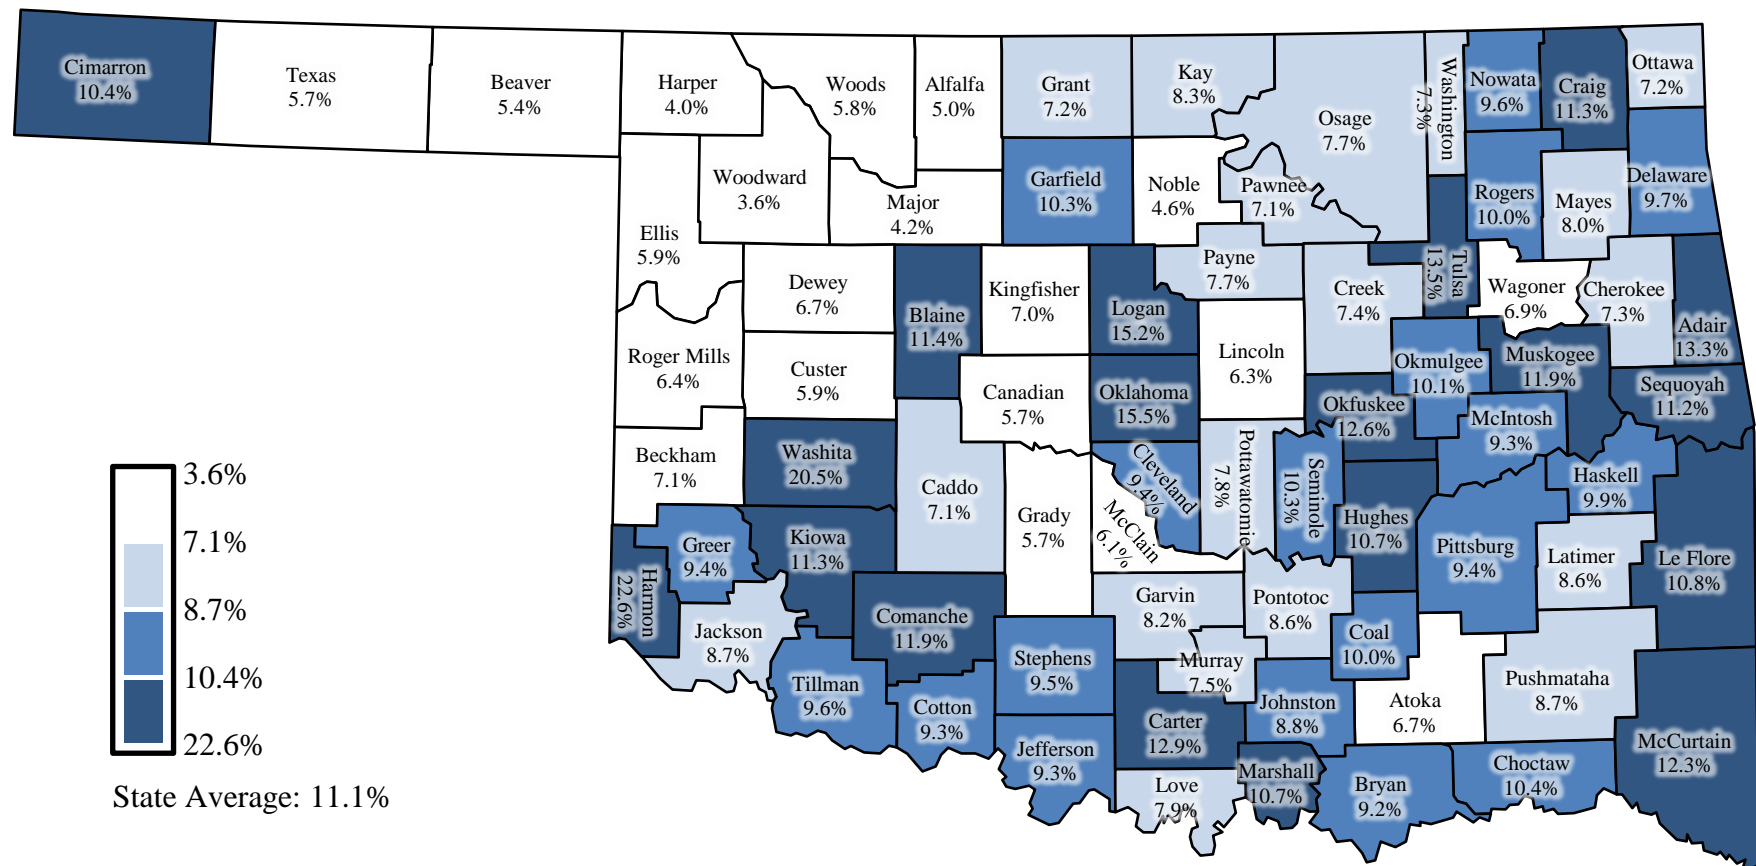 Cimarron
10.4%
Texas
5.7%
Beaver
5.4%
Harper
4.0%
Woods
5.8%
Alfalfa
5.0%
Grant
7.2%
Kay
8.3%
Osage
7.7%
Washington
7.3%
Nowata
9.6%
Craig
11.3%
Ottawa
7.2%
Woodward
3.6%
Major
4.2%
Garfield
10.3%
Noble
4.6%
Pawnee
7.1%
Rogers
10.0%
Mayes
8.0%
Delaware
9.7%
Ellis
5.9%
Dewey
6.7%
Blaine
11.4%
Kingfisher
7.0%
Logan
15.2%
Payne
7.7%
Creek
7.4%
Tulsa
13.5%
Wagoner
6.9%
Cherokee
7.3%
Adair
13.3%
Roger Mills
6.4%
Custer
5.9%
Canadian
5.7%
Oklahoma
15.5%
Lincoln
6.3%
Okfuskee
12.6%
Okmulgee
10.1%
Muskogee
11.9%
Sequoyah
11.2%
McIntosh
9.3%
Beckham
7.1%
Washita
20.5%
Caddo
7.1%
Grady
5.7%
Cleveland
9.4%
McClain
6.1%
Pottawatomie
7.8%
Seminole
10.3%
Hughes
10.7%
Pittsburg
9.4%
Haskell
9.9%
Latimer
8.6%
Le Flore
10.8%
Harmon
22.6%
Greer
9.4%
Kiowa
11.3%
Jackson
8.7%
Comanche
11.9%
Tillman
9.6%
Cotton
9.3%
Stephens
9.5%
Jefferson
9.3%
Garvin
8.2%
Murray
7.5%
Carter
12.9%
Love
7.9%
Pontotoc
8.6%
Johnston
8.8%
Marshall
10.7%
Coal
10.0%
Atoka
6.7%
Bryan
9.2%
Pushmataha
8.7%
Choctaw
10.4%
McCurtain
12.3%
3.6%
7.1%
8.7%
10.4%
22.6%
State Average: 11.1%